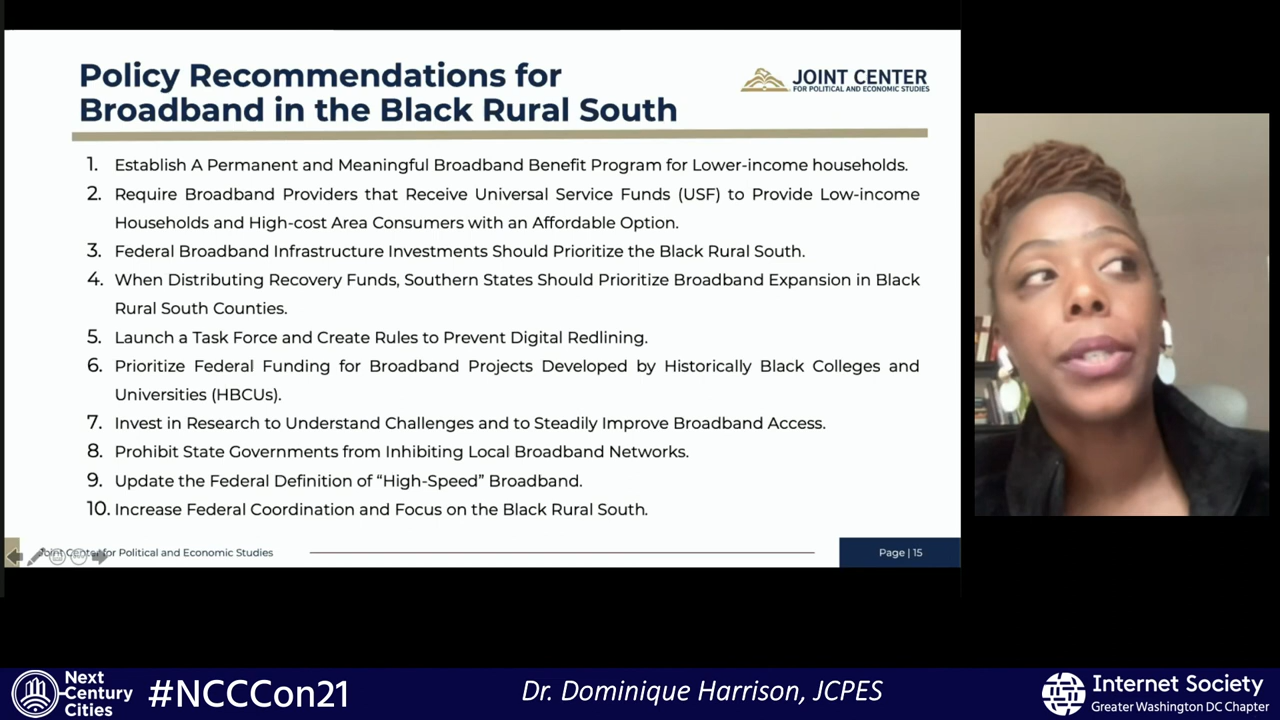 Policy Recommendations for
Broadband in the Black Rural South
JOINT CENTER
FOR POLITICAL AND ECONOMIC STUDIES
1. Establish A Permanent and Meaningful Broadband Benefit Program for Lower-income households.
2. Require Broadband Providers that Receive Universal Service Funds (USF) to Provide Low-income
Households and High-cost Area Consumers with an Affordable Option.
3. Federal Broadband Infrastructure Investments Should Prioritize the Black Rural South.
4. When Distributing Recovery Funds, Southern States Should Prioritize Broadband Expansion in Black
Rural South Counties.
5. Launch a Task Force and Create Rules to Prevent Digital Redlining.
6. Prioritize Federal Funding for Broadband Projects Developed by Historically Black Colleges and
Universities (HBCUs).
7. Invest in Research to Understand Challenges and to Steadily Improve Broadband Access.
8. Prohibit State Governments from Inhibiting Local Broadband Networks.
9. Update the Federal Definition of “High-Speed” Broadband.
10. Increase Federal Coordination and Focus on the Black Rural South.
Joint Center for Political and Economic Studies
Page | 15
Next
Century
Cities
#NCCCon21
Dr. Dominique Harrison, JCPES
Internet Society
Greater Washington DC Chapter